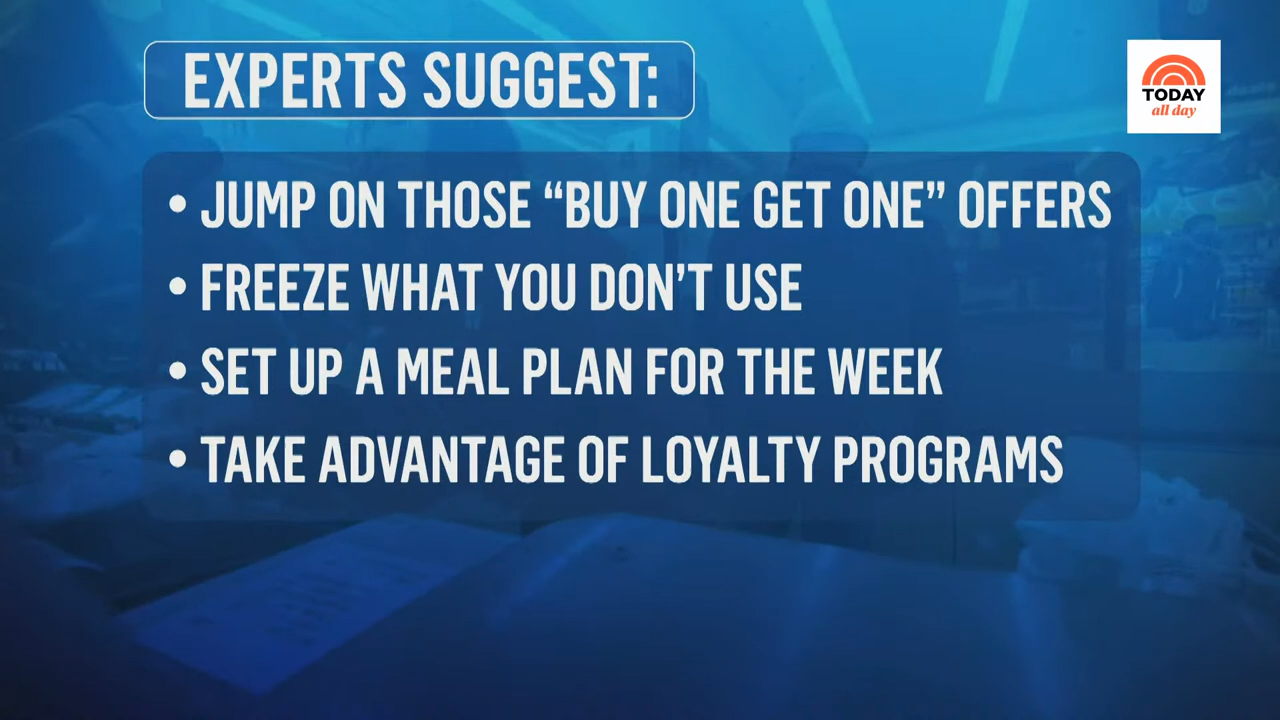 EXPERTS SUGGEST:
TODAY
all day
• JUMP ON THOSE “BUY ONE GET ONE” OFFERS
• FREEZE WHAT YOU DON’T USE
• SET UP A MEAL PLAN FOR THE WEEK
• TAKE ADVANTAGE OF LOYALTY PROGRAMS